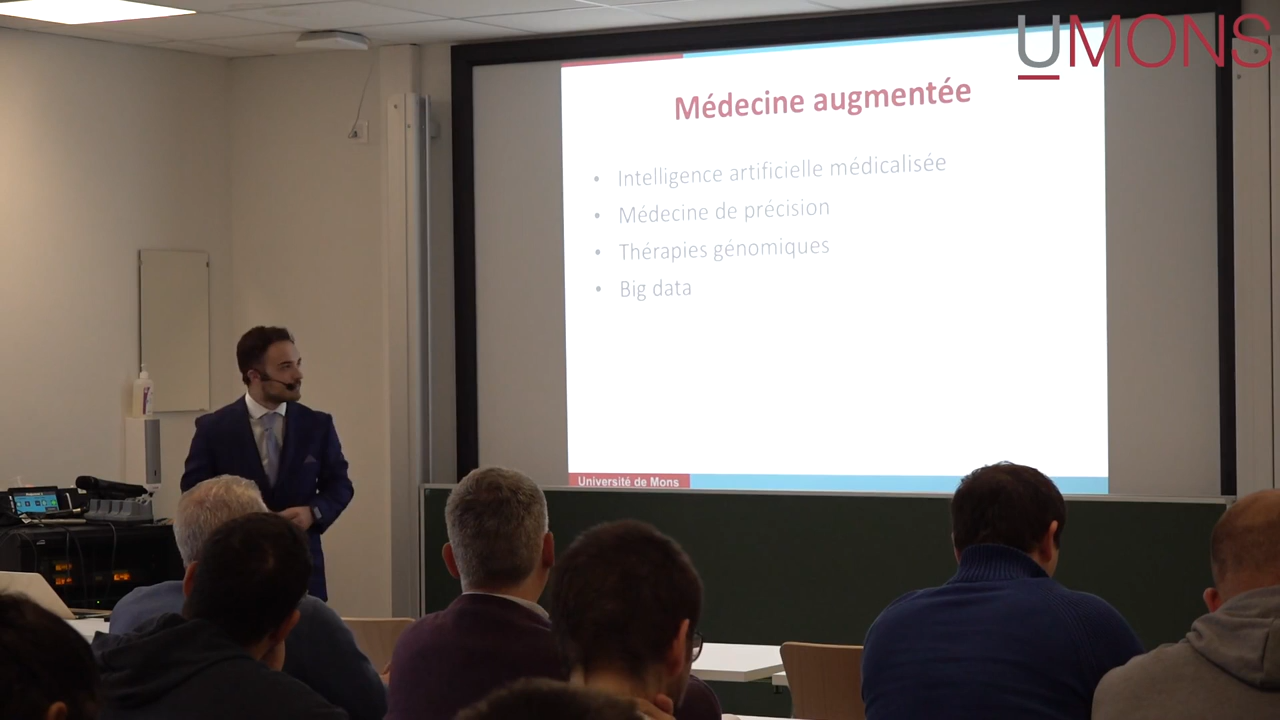 UMONS
Médecine augmentée
• Intelligence artificielle médicalisée
• Médecine de précision
• Thérapies génomiques
• Big data
Université de Mons